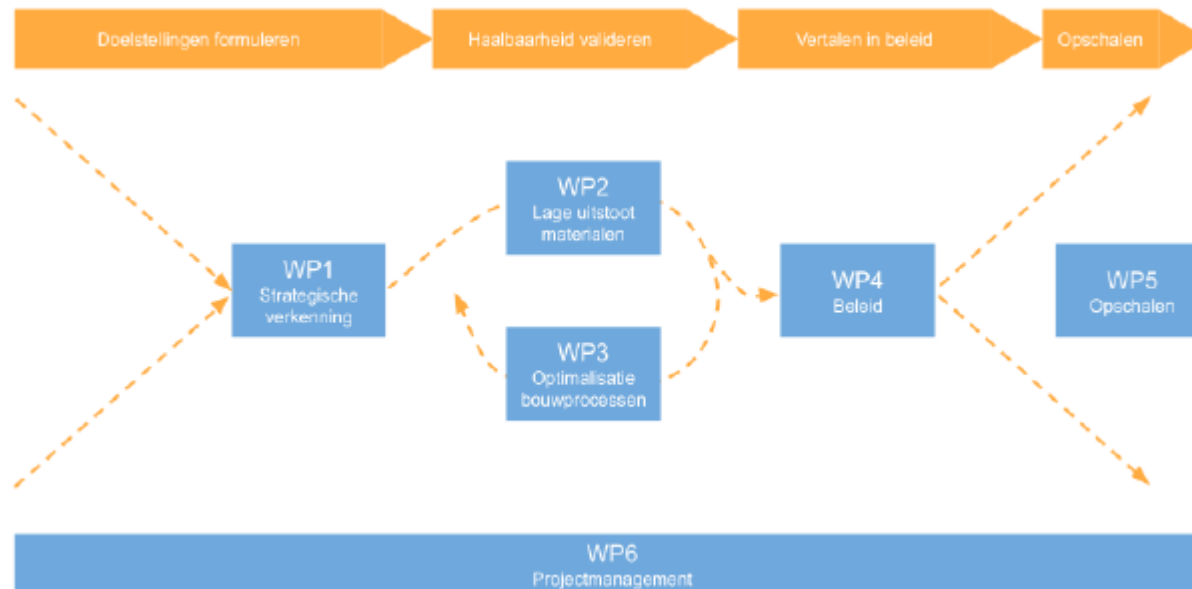 Doelstellingen formuleren
Haalbaarheid valideren
Vertalen in beleid
Opschalen
WP1
Strategische
verkenning
WP2
Lage uitstoot
materialen
WP3
Optimalisatie
bouwprocessen
WP4
Beleid
WP5
Opschalen
WP6
Projectmanagement